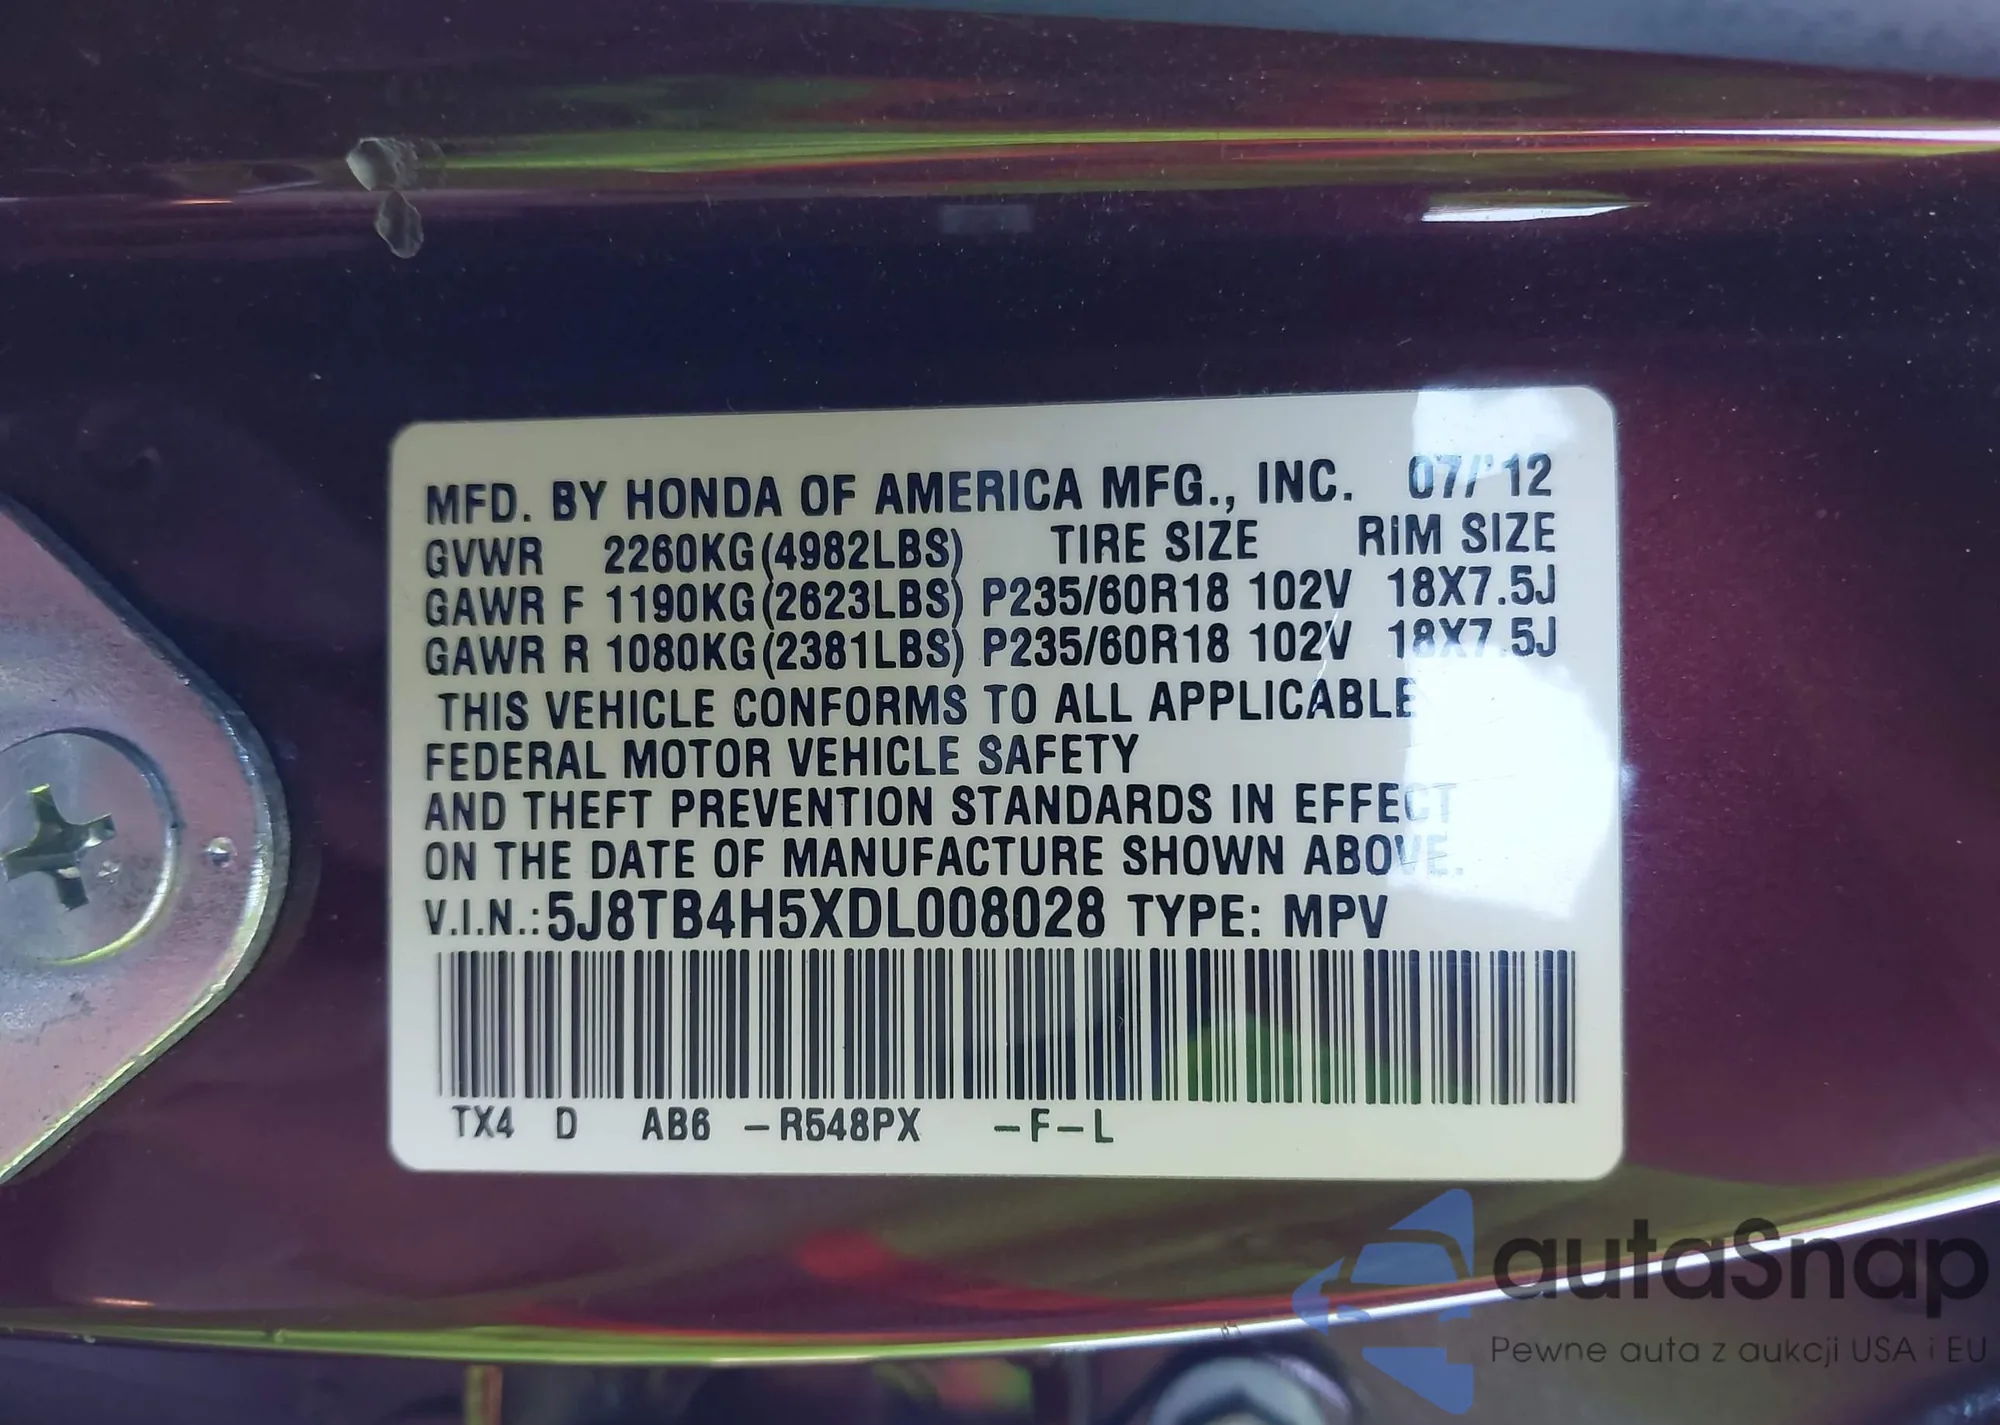 MFD. BY HONDA OF AMERICA MFG., INC. 07/'12
GVWR 2260KG(4982LBS) TIRE SIZE RIM SIZE
GAWR F 1190KG(2623LBS) P235/60R18 102V 18X7.5J
GAWR R 1080KG(2381LBS) P235/60R18 102V 18X7.5J
THIS VEHICLE CONFORMS TO ALL APPLICABLE
FEDERAL MOTOR VEHICLE SAFETY
AND THEFT PREVENTION STANDARDS IN EFFECT
ON THE DATE OF MANUFACTURE SHOWN ABOVE.
V.I.N.:5J8TB4H5XDL008028 TYPE: MPV
TX4 D AB6 –R548PX –F–L
autaSnap
Pewne auta z aukcji USA i EU